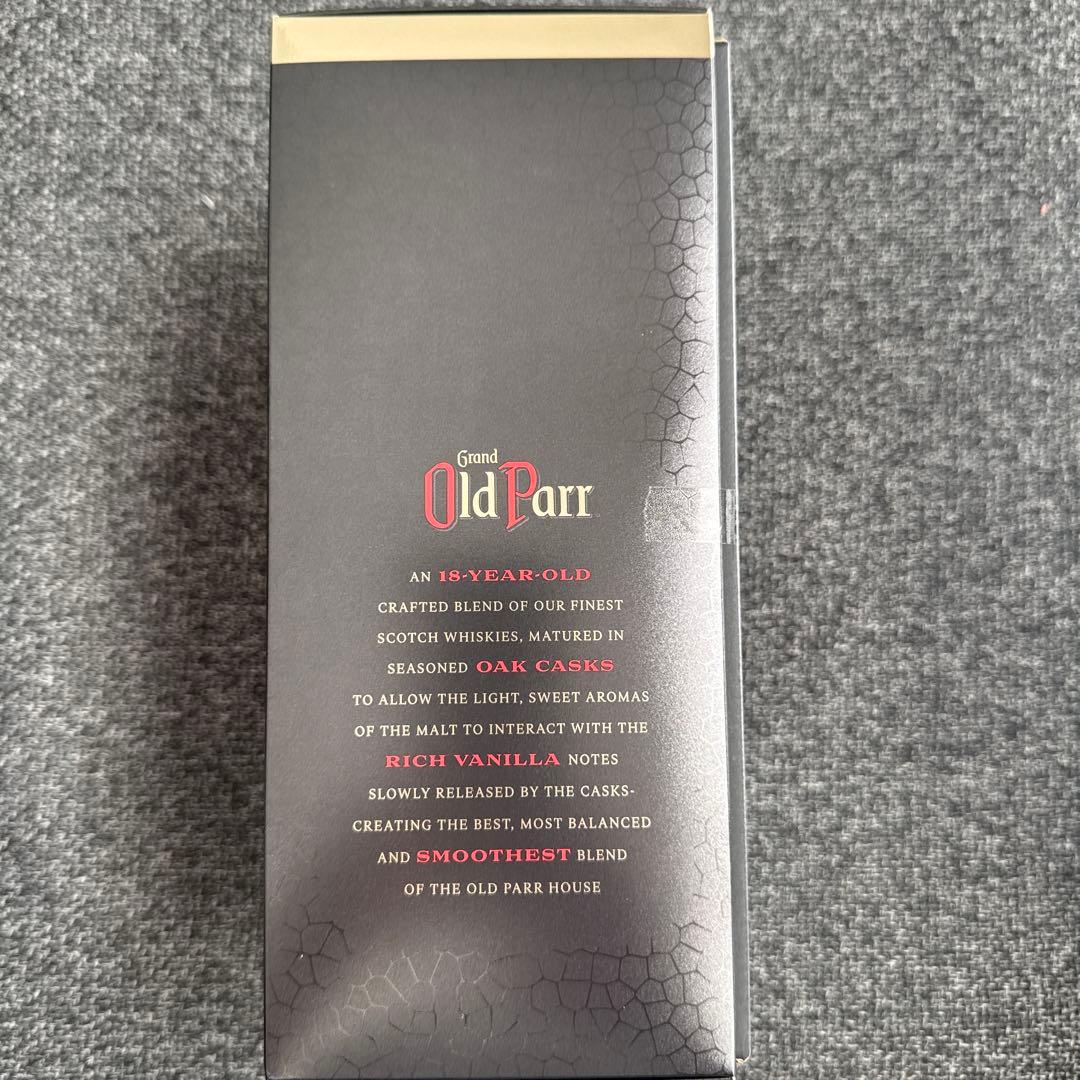 Grand
Old Parr
AN 18-YEAR-OLD
CRAFTED BLEND OF OUR FINEST
SCOTCH WHISKIES, MATURED IN
SEASONED OAK CASKS
TO ALLOW THE LIGHT, SWEET AROMAS
OF THE MALT TO INTERACT WITH THE
RICH VANILLA NOTES
SLOWLY RELEASED BY THE CASKS-
CREATING THE BEST, MOST BALANCED
AND SMOOTHEST BLEND
OF THE OLD PARR HOUSE